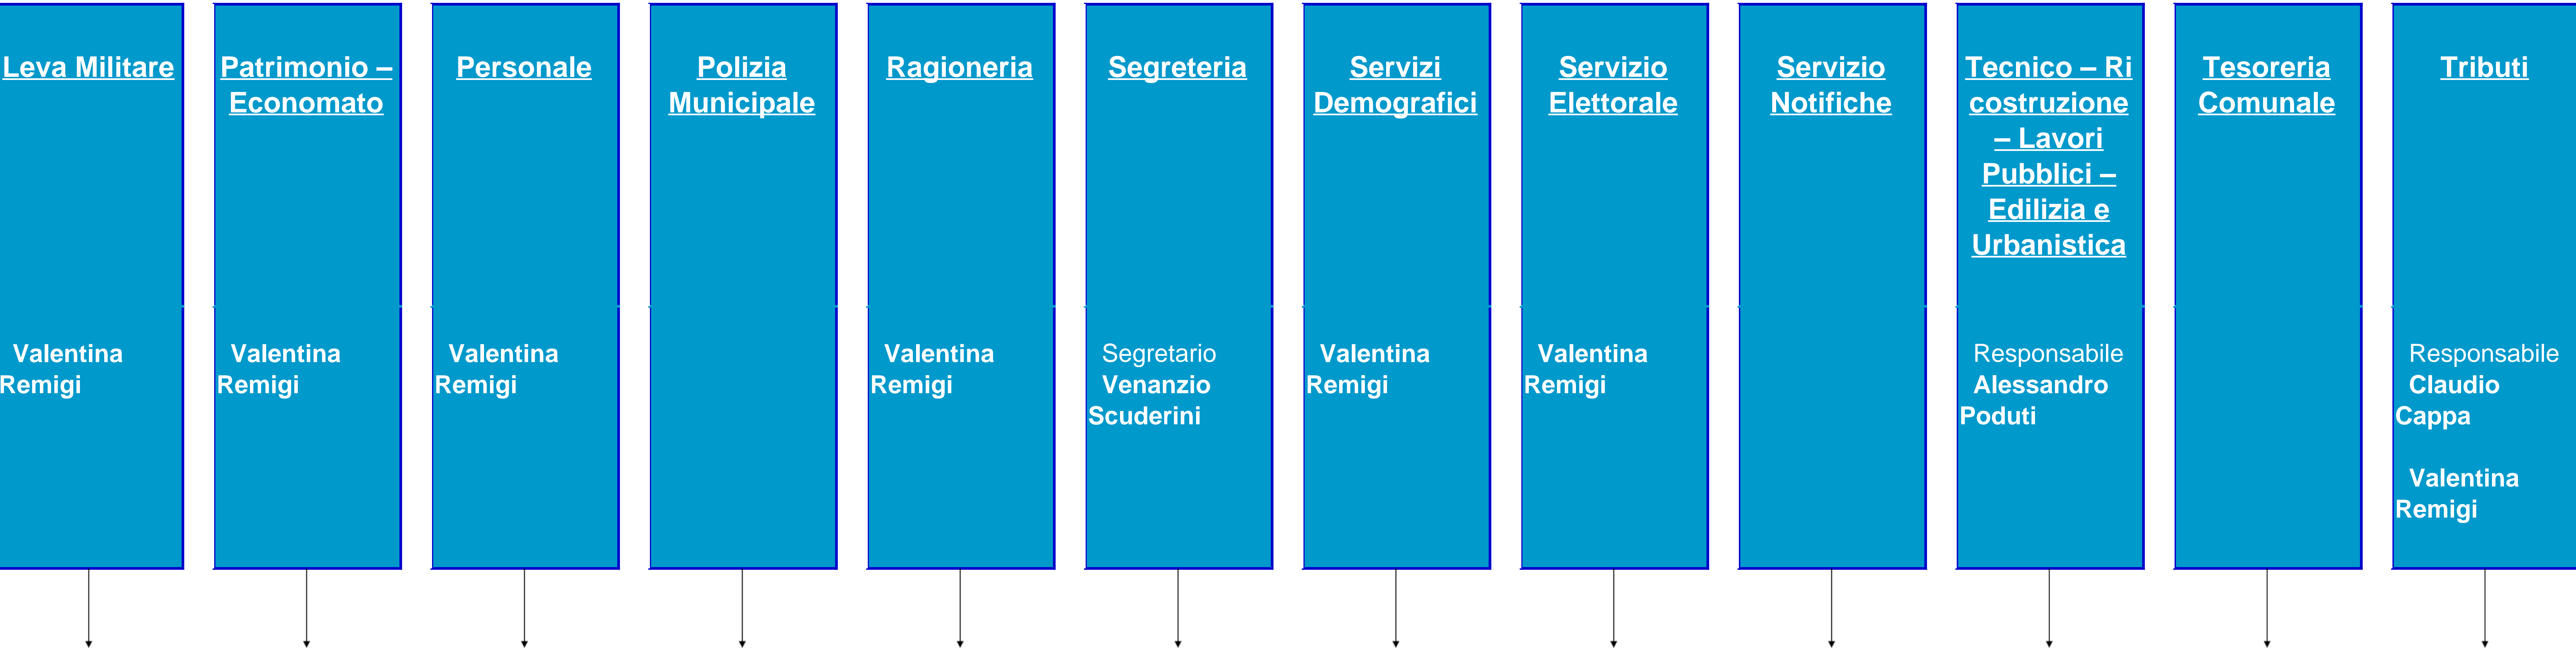 Leva Militare
Valentina
Remigi
Patrimonio –
Economato
Valentina
Remigi
Personale
Valentina
Remigi
Polizia
Municipale
Ragioneria
Valentina
Remigi
Segreteria
Segretario
Venanzio
Scuderini
Servizi
Demografici
Valentina
Remigi
Servizio
Elettorale
Valentina
Remigi
Servizio
Notifiche
Tecnico – Ri
costruzione
– Lavori
Pubblici –
Edilizia e
Urbanistica
Responsabile
Alessandro
Poduti
Tesoreria
Comunale
Tributi
Responsabile
Claudio
Cappa
Valentina
Remigi